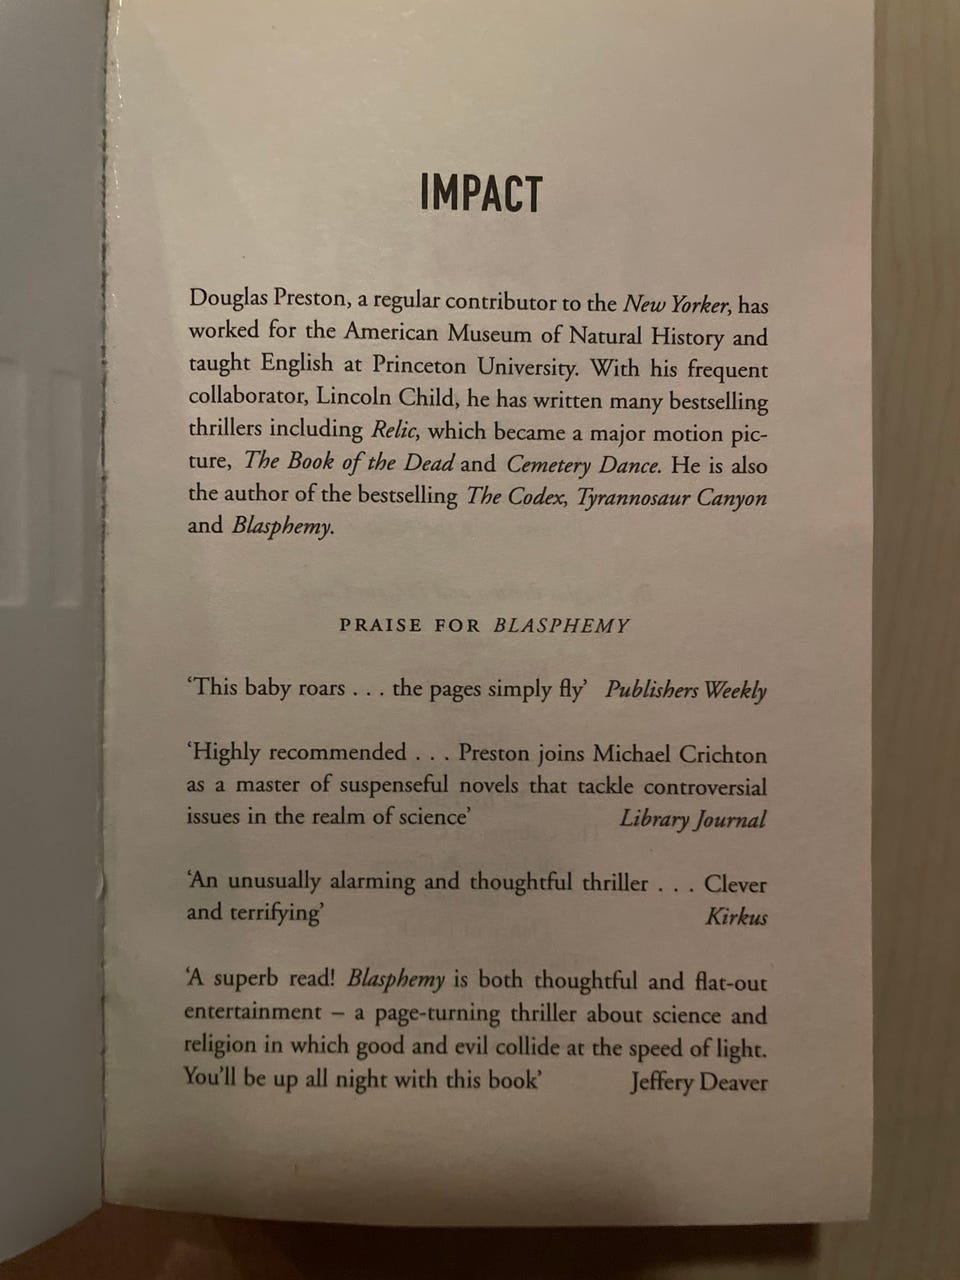 IMPACT
Douglas Preston, a regular contributor to the New Yorker, has
worked for the American Museum of Natural History and
taught English at Princeton University. With his frequent
collaborator, Lincoln Child, he has written many bestselling
thrillers including Relic, which became a major motion pic-
ture, The Book of the Dead and Cemetery Dance. He is also
the author of the bestselling The Codex, Tyrannosaur Canyon
and Blasphemy.
PRAISE FOR BLASPHEMY
‘This baby roars . . . the pages simply fly’ Publishers Weekly
‘Highly recommended . . . Preston joins Michael Crichton
as a master of suspenseful novels that tackle controversial
issues in the realm of science’ Library Journal
‘An unusually alarming and thoughtful thriller . . . Clever
and terrifying’ Kirkus
‘A superb read! Blasphemy is both thoughtful and flat-out
entertainment – a page-turning thriller about science and
religion in which good and evil collide at the speed of light.
You’ll be up all night with this book’ Jeffery Deaver